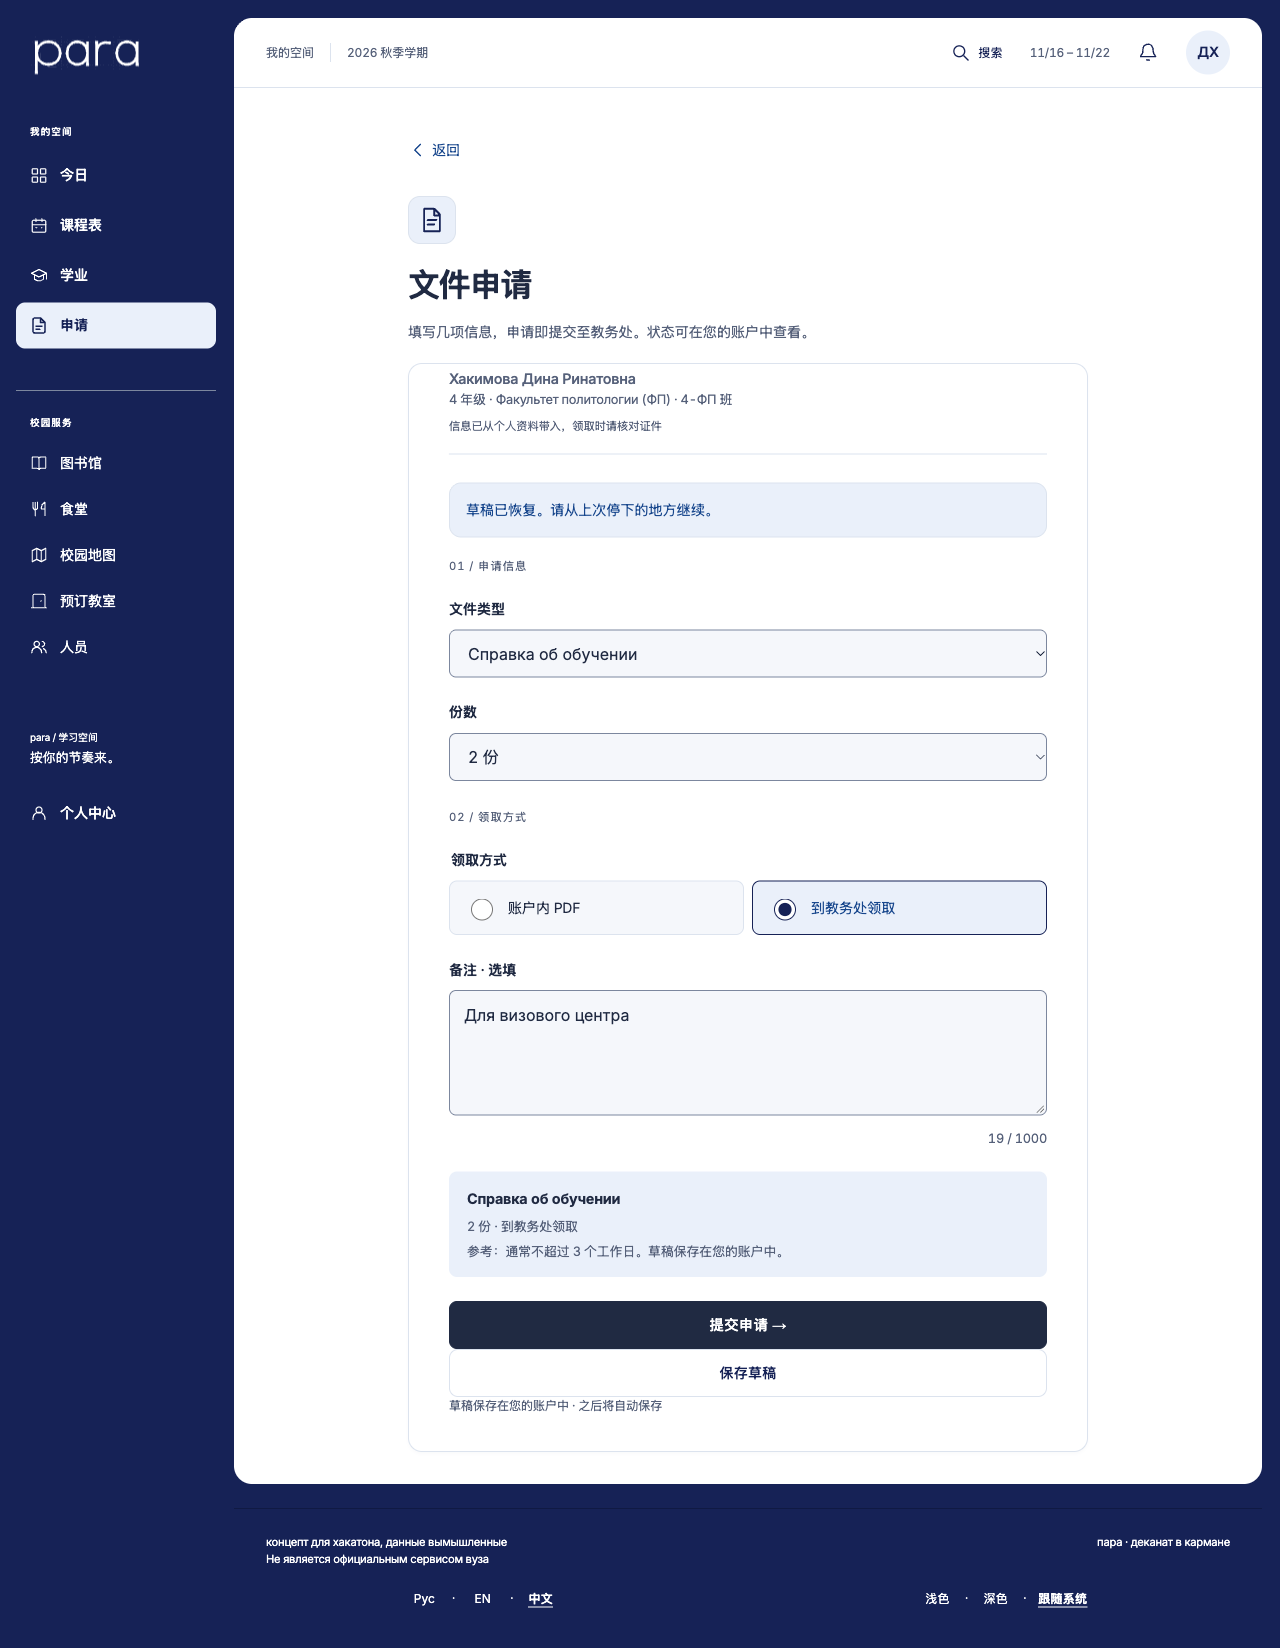 para
我的空间
今日
课程表
学业
申请
校园服务
图书馆
食堂
校园地图
预订教室
人员
para / 学习空间
按你的节奏来。
个人中心
我的空间
2026 秋季学期
搜索
11/16 – 11/22
ДХ
返回
文件申请
填写几项信息，申请即提交至教务处。状态可在您的账户中查看。
Хакимова Дина Ринатовна
4 年级 · Факультет политологии (ФП) · 4-ФП 班
信息已从个人资料带入，领取时请核对证件
草稿已恢复。请从上次停下的地方继续。
01 / 申请信息
文件类型
Справка об обучении
份数
2 份
02 / 领取方式
领取方式
账户内 PDF
到教务处领取
备注 · 选填
Для визового центра
19 / 1000
Справка об обучении
2 份 · 到教务处领取
参考：通常不超过 3 个工作日。草稿保存在您的账户中。
提交申请 →
保存草稿
草稿保存在您的账户中 · 之后将自动保存
концепт для хакатона, данные вымышленные
Не является официальным сервисом вуза
пара · деканат в кармане
Рус · EN · 中文
浅色 · 深色 · 跟随系统